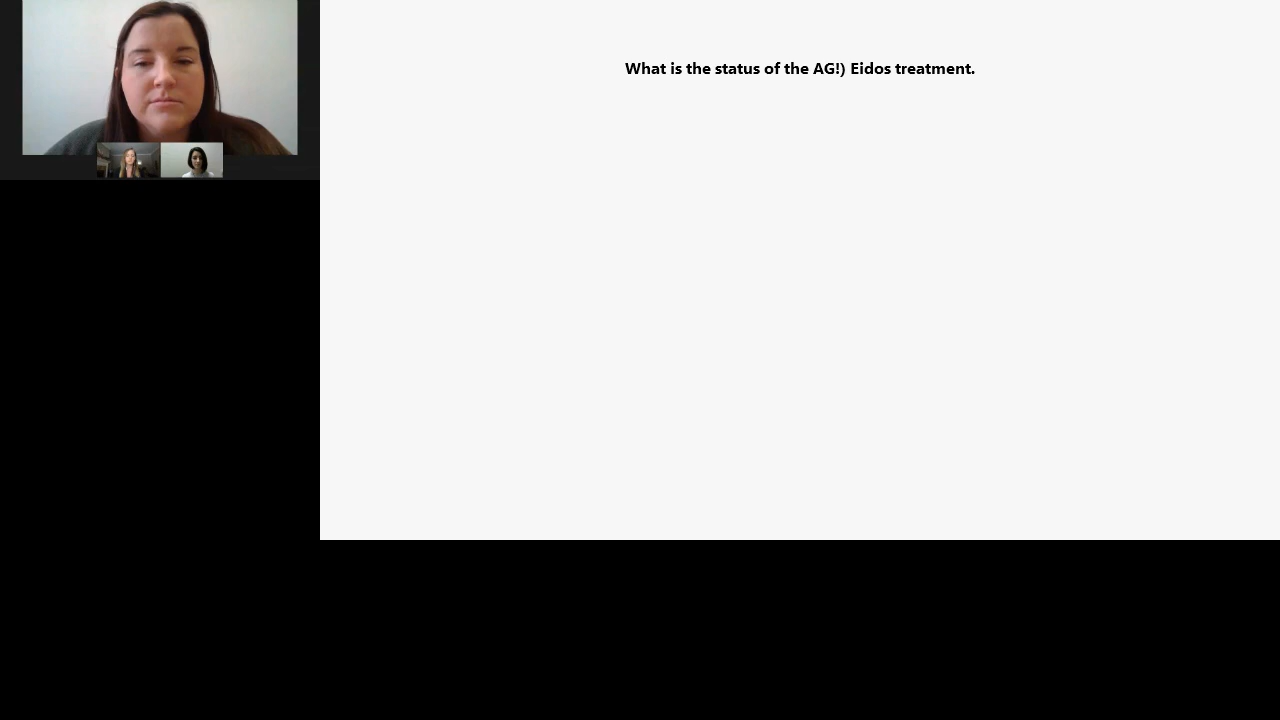 What is the status of the AG!) Eidos treatment.